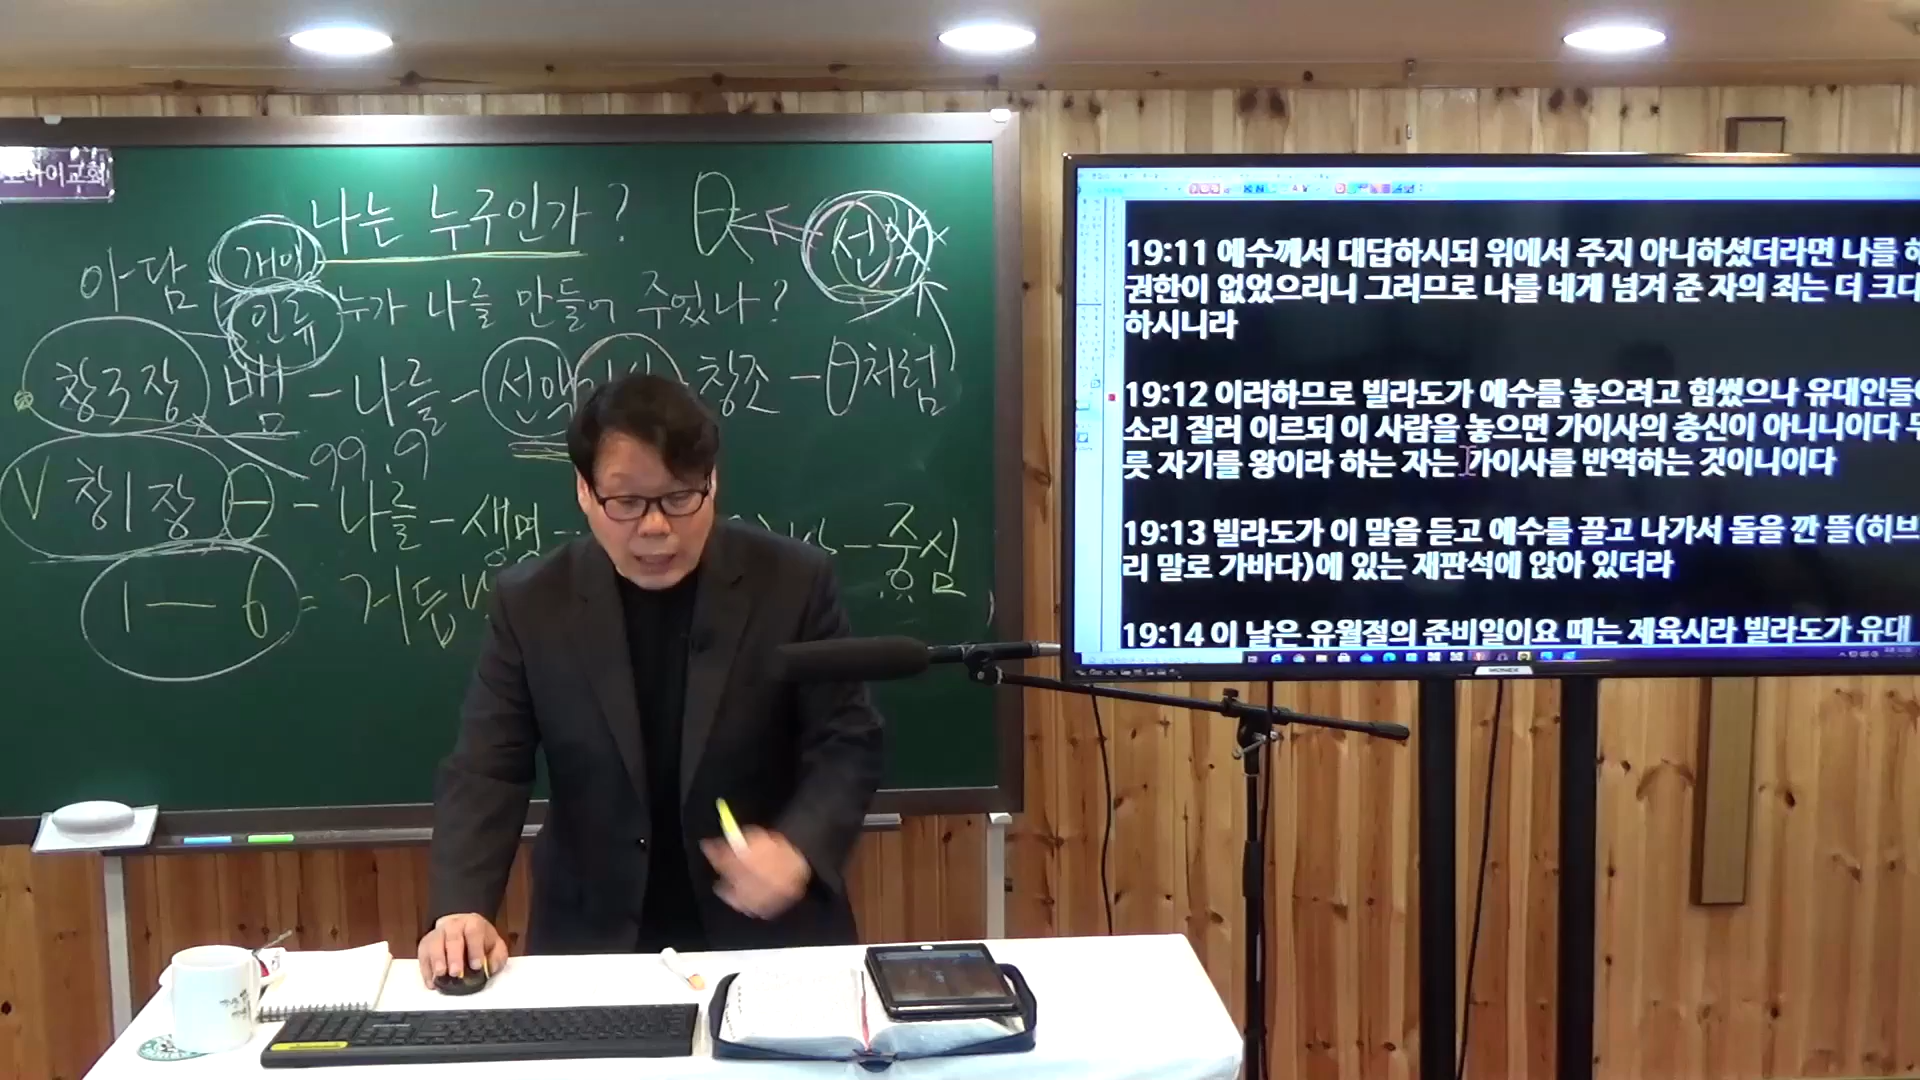 나는 누구인가?
선악
아담
개인
인류
누가 나를 만들어 주었나?
창3장 뱀 - 나를 - 선악 창조 - θ처럼
99.9
V 창1장 θ - 나를 - 생명 - 중심
1 — 6 = 거듭
19:11 예수께서 대답하시되 위에서 주지 아니하셨더라면 나를 해
권한이 없었으리니 그러므로 나를 네게 넘겨 준 자의 죄는 더 크다
하시니라
19:12 이러하므로 빌라도가 예수를 놓으려고 힘썼으나 유대인들이
소리 질러 이르되 이 사람을 놓으면 가이사의 충신이 아니니이다 무
릇 자기를 왕이라 하는 자는 가이사를 반역하는 것이니이다
19:13 빌라도가 이 말을 듣고 예수를 끌고 나가서 돌을 깐 뜰(히브
리 말로 가바다)에 있는 재판석에 앉아 있더라
19:14 이 날은 유월절의 준비일이요 때는 제육시라 빌라도가 유대